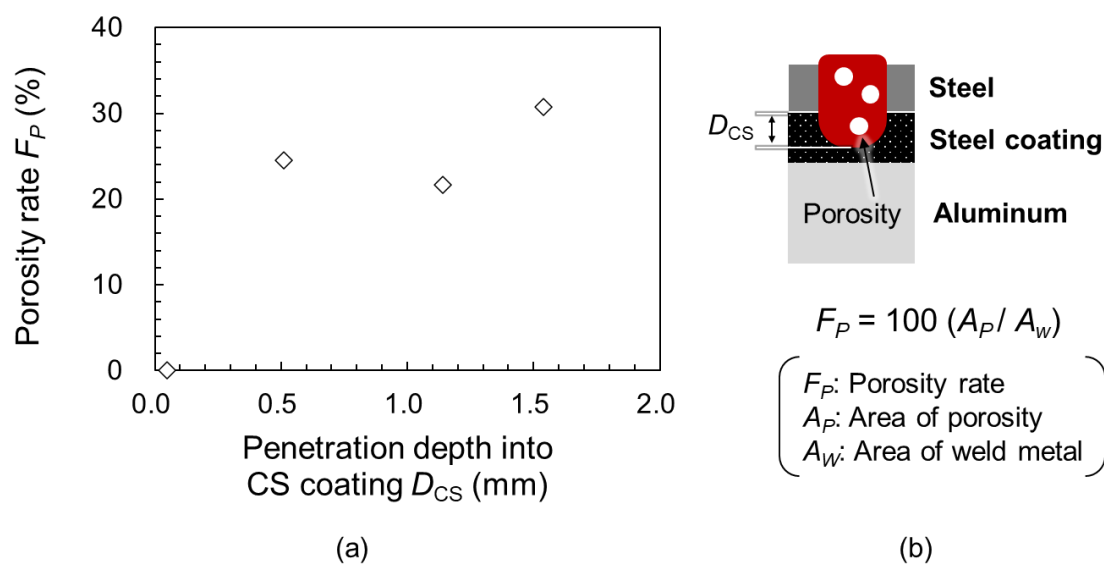 40
30
20
10
0
0.0 0.5 1.0 1.5 2.0
Porosity rate F_P (%)
Penetration depth into
CS coating D_CS (mm)
(a)
Steel
D_CS
Steel coating
Porosity
Aluminum
F_P = 100 (A_P / A_w)
F_P: Porosity rate
A_P: Area of porosity
A_W: Area of weld metal
(b)